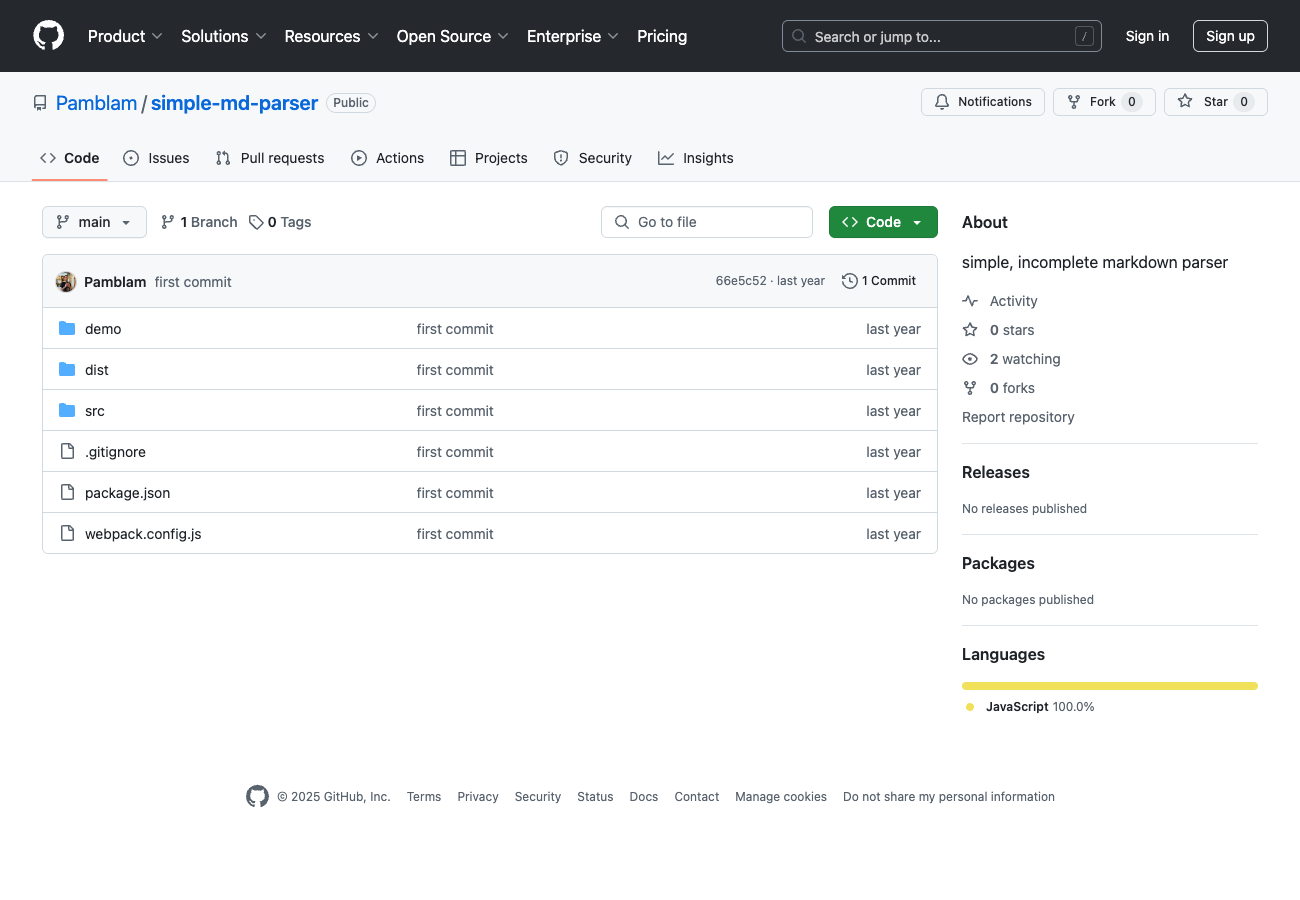 Product Solutions Resources Open Source Enterprise Pricing Search or jump to... / Sign in Sign up
Pamblam / simple-md-parser Public Notifications Fork 0 Star 0
Code Issues Pull requests Actions Projects Security Insights
main 1 Branch 0 Tags Go to file Code
Pamblam first commit 66e5c52 · last year 1 Commit
demo first commit last year
dist first commit last year
src first commit last year
.gitignore first commit last year
package.json first commit last year
webpack.config.js first commit last year
About
simple, incomplete markdown parser
Activity
0 stars
2 watching
0 forks
Report repository
Releases
No releases published
Packages
No packages published
Languages
JavaScript 100.0%
© 2025 GitHub, Inc. Terms Privacy Security Status Docs Contact Manage cookies Do not share my personal information